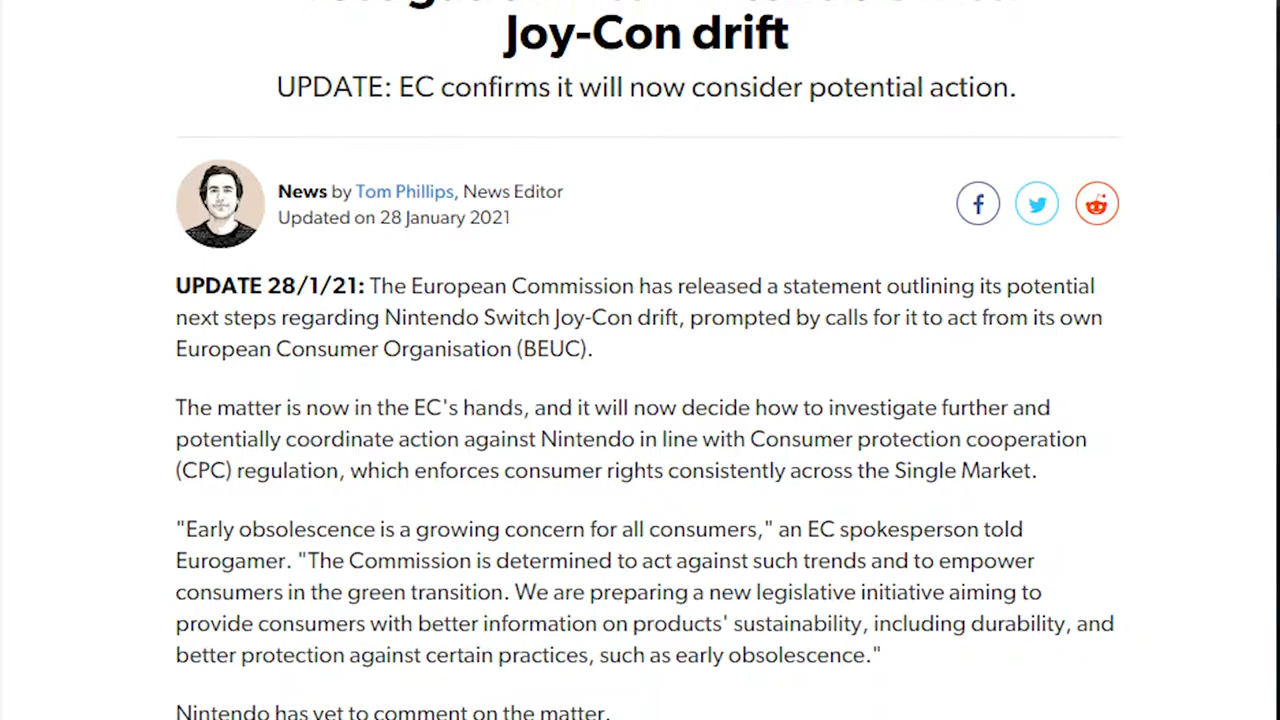 Joy-Con drift
UPDATE: EC confirms it will now consider potential action.
News by Tom Phillips, News Editor
Updated on 28 January 2021
UPDATE 28/1/21: The European Commission has released a statement outlining its potential
next steps regarding Nintendo Switch Joy-Con drift, prompted by calls for it to act from its own
European Consumer Organisation (BEUC).
The matter is now in the EC's hands, and it will now decide how to investigate further and
potentially coordinate action against Nintendo in line with Consumer protection cooperation
(CPC) regulation, which enforces consumer rights consistently across the Single Market.
"Early obsolescence is a growing concern for all consumers," an EC spokesperson told
Eurogamer. "The Commission is determined to act against such trends and to empower
consumers in the green transition. We are preparing a new legislative initiative aiming to
provide consumers with better information on products' sustainability, including durability, and
better protection against certain practices, such as early obsolescence."
Nintendo has yet to comment on the matter.